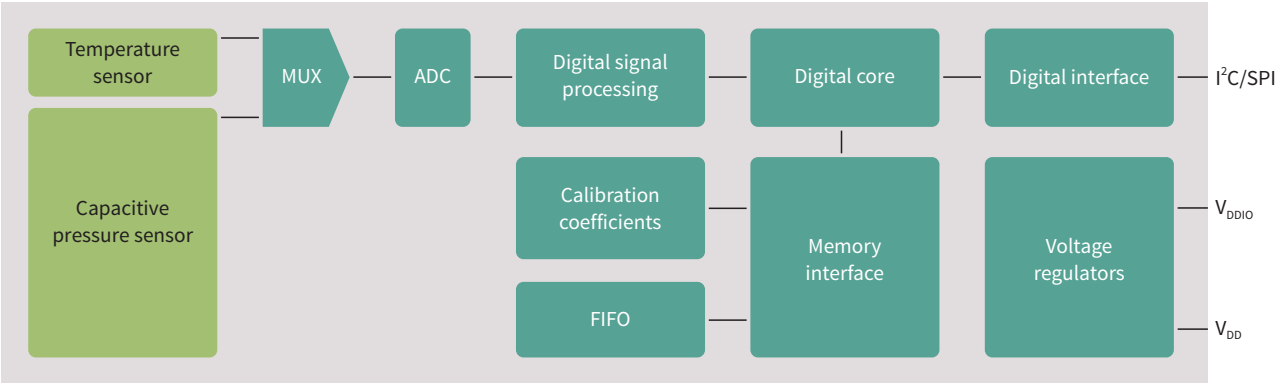 Temperature
sensor
MUX
ADC
Digital signal
processing
Digital core
Digital interface
I²C/SPI
Capacitive
pressure sensor
Calibration
coefficients
Memory
interface
Voltage
regulators
VDDIO
FIFO
VDD